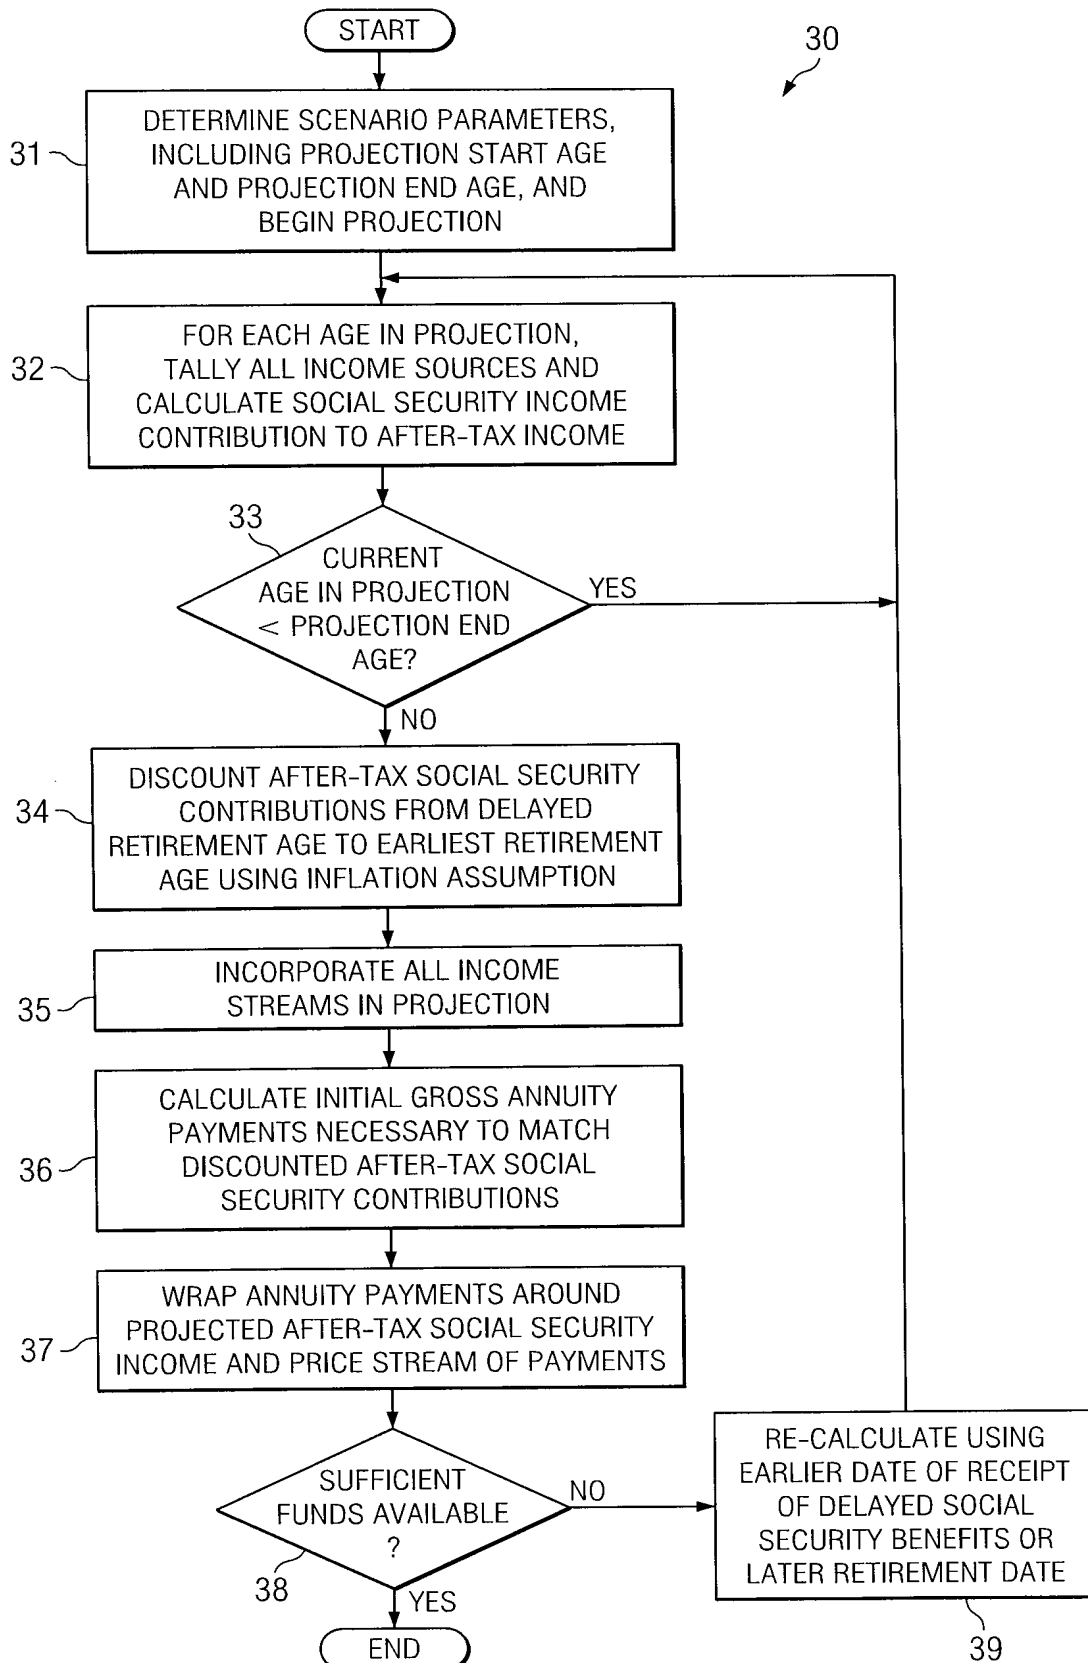 START
30
31
DETERMINE SCENARIO PARAMETERS,
INCLUDING PROJECTION START AGE
AND PROJECTION END AGE, AND
BEGIN PROJECTION
32
FOR EACH AGE IN PROJECTION,
TALLY ALL INCOME SOURCES AND
CALCULATE SOCIAL SECURITY INCOME
CONTRIBUTION TO AFTER-TAX INCOME
33
CURRENT
AGE IN PROJECTION
< PROJECTION END
AGE?
YES
NO
34
DISCOUNT AFTER-TAX SOCIAL SECURITY
CONTRIBUTIONS FROM DELAYED
RETIREMENT AGE TO EARLIEST RETIREMENT
AGE USING INFLATION ASSUMPTION
35
INCORPORATE ALL INCOME
STREAMS IN PROJECTION
36
CALCULATE INITIAL GROSS ANNUITY
PAYMENTS NECESSARY TO MATCH
DISCOUNTED AFTER-TAX SOCIAL
SECURITY CONTRIBUTIONS
37
WRAP ANNUITY PAYMENTS AROUND
PROJECTED AFTER-TAX SOCIAL SECURITY
INCOME AND PRICE STREAM OF PAYMENTS
38
SUFFICIENT
FUNDS AVAILABLE
?
NO
YES
RE-CALCULATE USING
EARLIER DATE OF RECEIPT
OF DELAYED SOCIAL
SECURITY BENEFITS OR
LATER RETIREMENT DATE
39
END